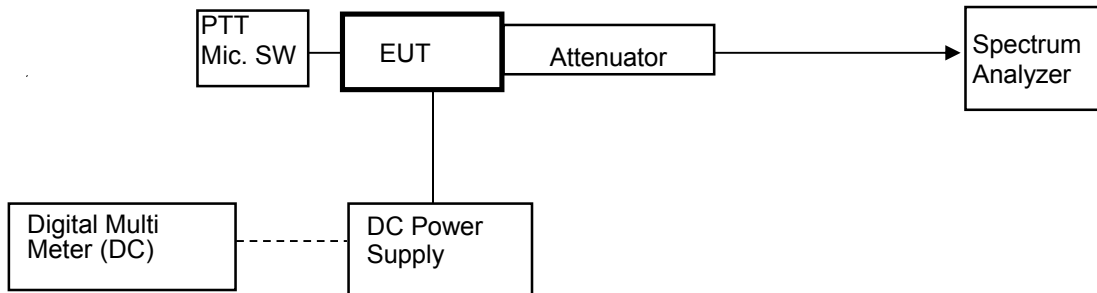 PTT
Mic. SW
EUT
Attenuator
Spectrum
Analyzer
Digital Multi
Meter (DC)
DC Power
Supply